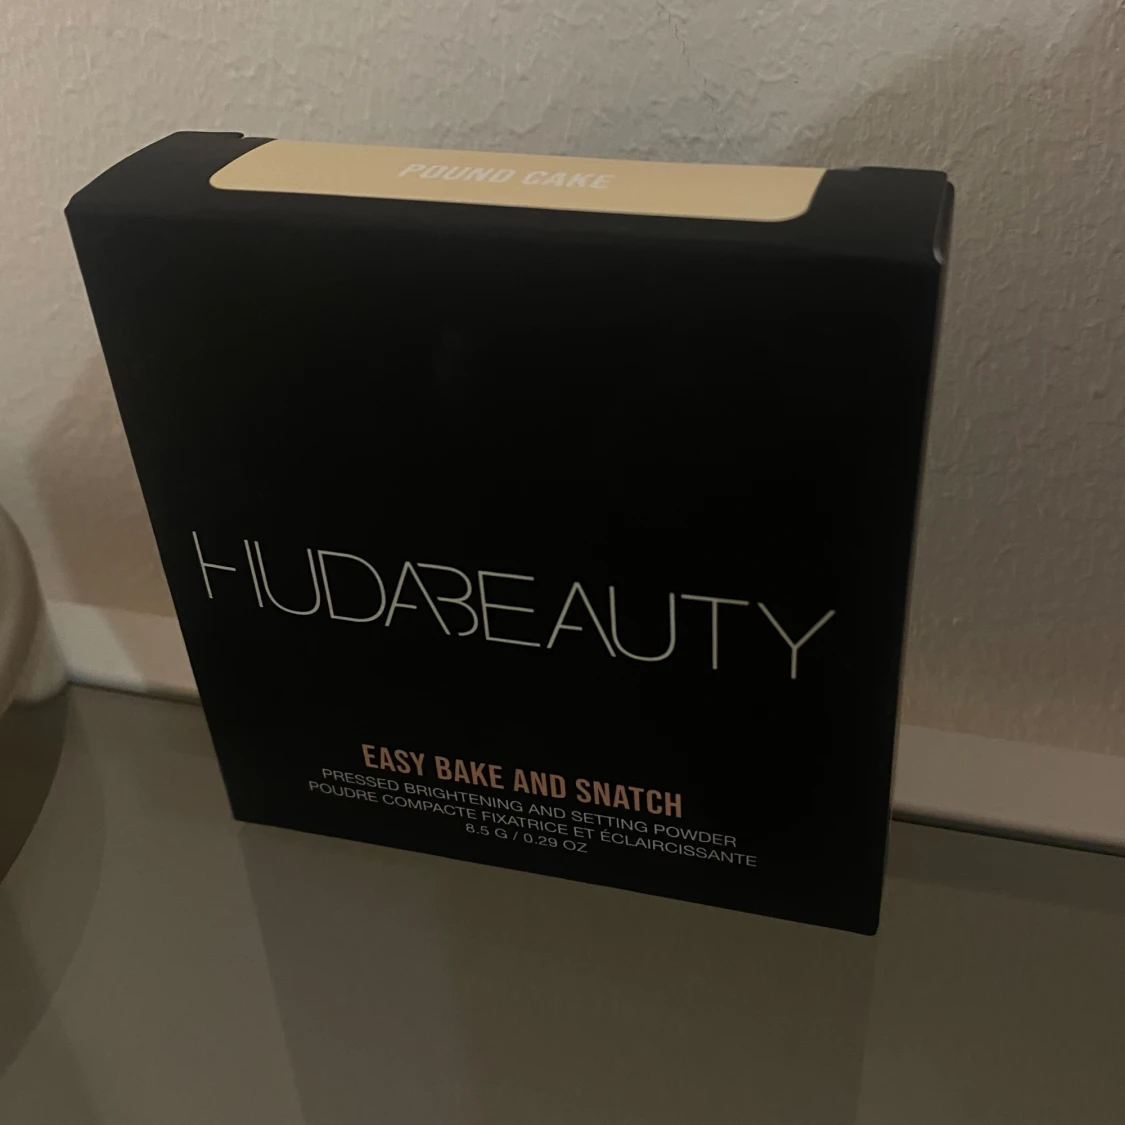 POUND CAKE
HUDABEAUTY
EASY BAKE AND SNATCH
PRESSED BRIGHTENING AND SETTING POWDER
POUDRE COMPACTE FIXATRICE ET ÉCLAIRCISSANTE
8.5 G / 0.29 OZ